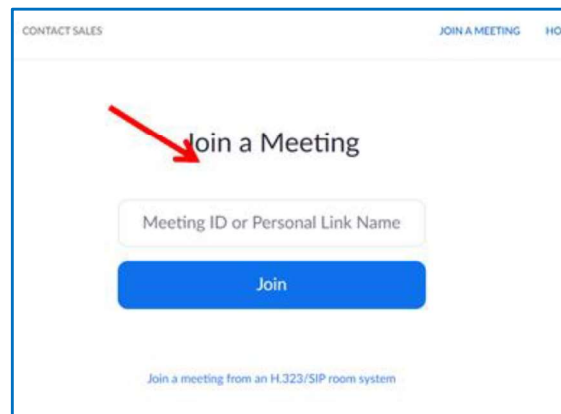 CONTACT SALES
JOIN A MEETING
HO
Join a Meeting
Meeting ID or Personal Link Name
Join
Join a meeting from an H.323/SIP room system